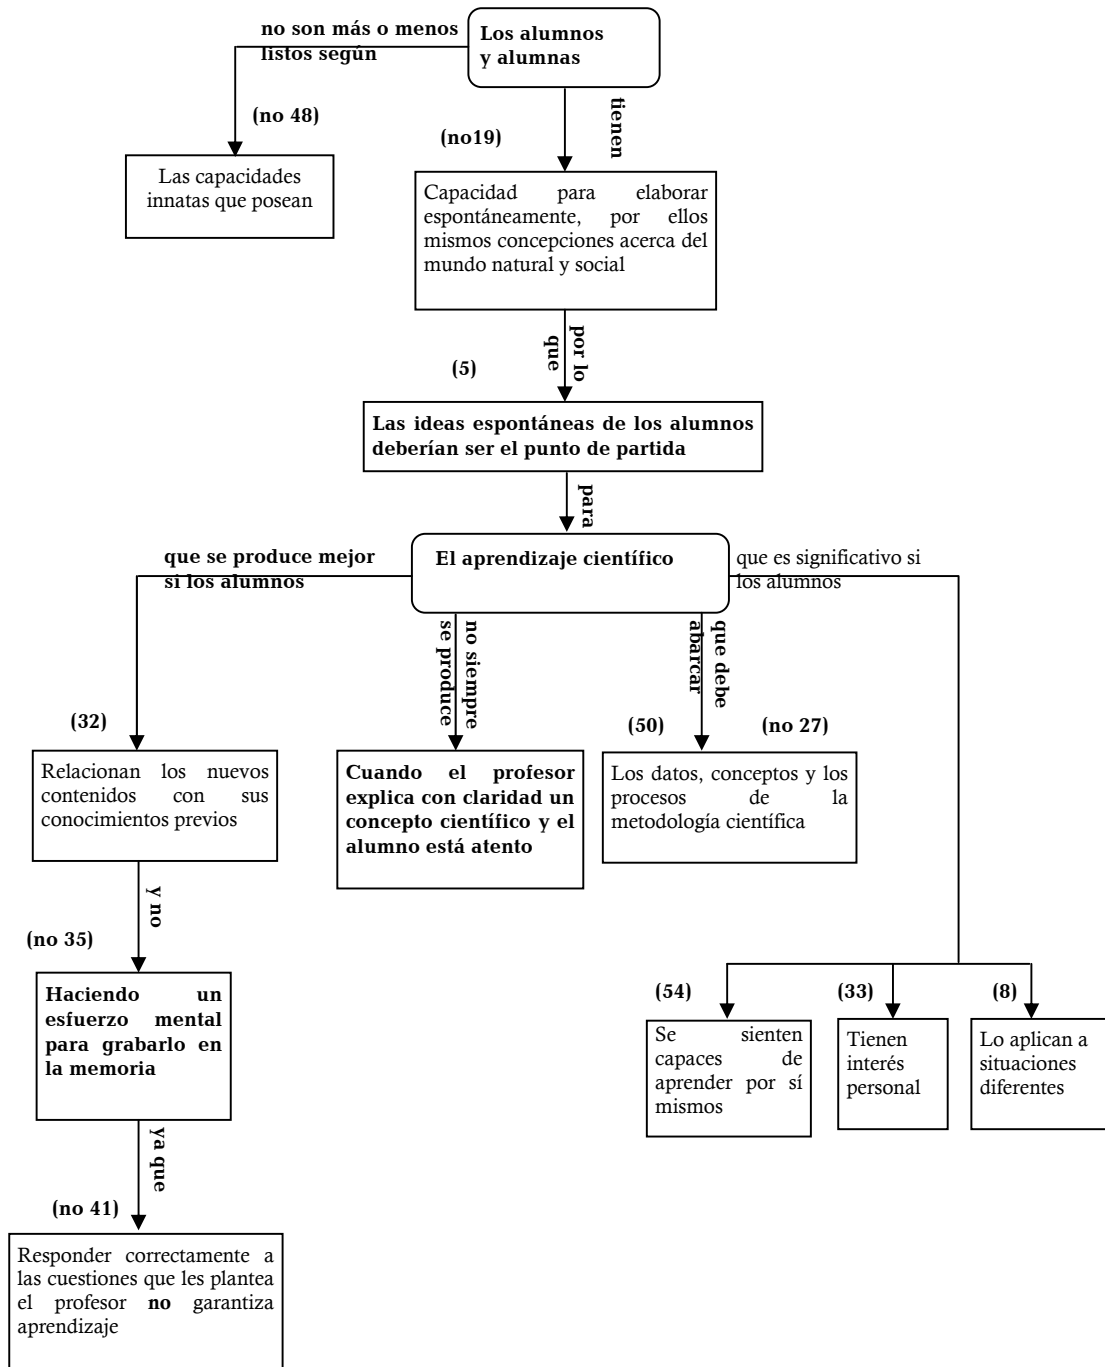 no son más o menos
listos según
Los alumnos
y alumnas
(no 48)
(no19)
tienen
Las capacidades
innatas que posean
Capacidad para elaborar
espontáneamente, por ellos
mismos concepciones acerca del
mundo natural y social
(5)
por lo
que
Las ideas espontáneas de los alumnos
deberían ser el punto de partida
para
que se produce mejor
si los alumnos
El aprendizaje científico
que es significativo si
los alumnos
no siempre
se produce
que debe
abarcar
(32)
(50)
(no 27)
Relacionan los nuevos
contenidos con sus
conocimientos previos
Cuando el profesor
explica con claridad un
concepto científico y el
alumno está atento
Los datos, conceptos y los
procesos de la
metodología científica
y no
(no 35)
Haciendo un
esfuerzo mental
para grabarlo en
la memoria
(54)
(33)
(8)
Se sienten
capaces de
aprender por sí
mismos
Tienen
interés
personal
Lo aplican a
situaciones
diferentes
ya que
(no 41)
Responder correctamente a
las cuestiones que les plantea
el profesor no garantiza
aprendizaje